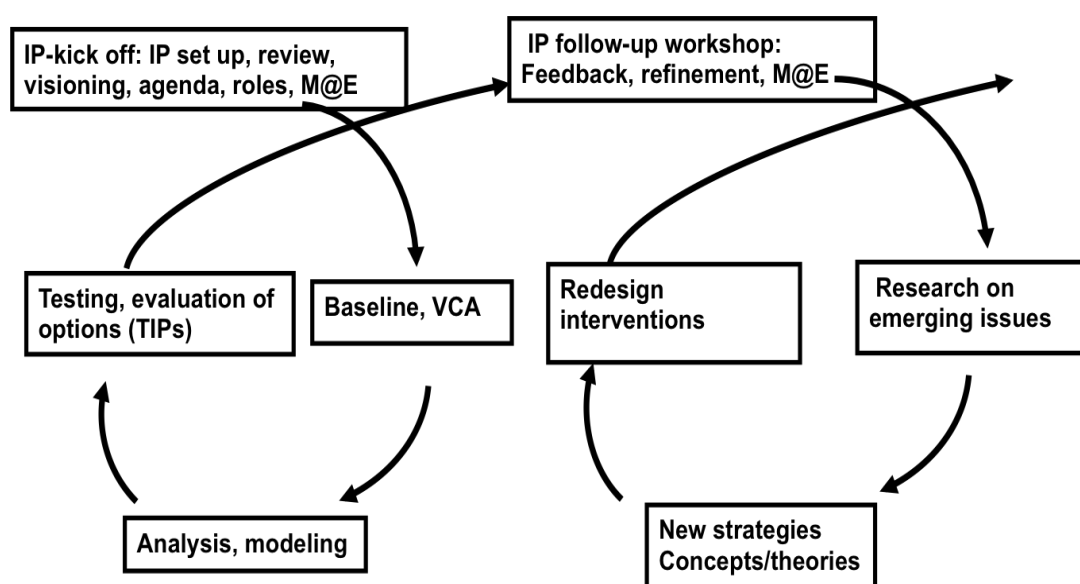 IP-kick off: IP set up, review,
visioning, agenda, roles, M@E
IP follow-up workshop:
Feedback, refinement, M@E
Testing, evaluation of
options (TIPs)
Baseline, VCA
Redesign
interventions
Research on
emerging issues
Analysis, modeling
New strategies
Concepts/theories